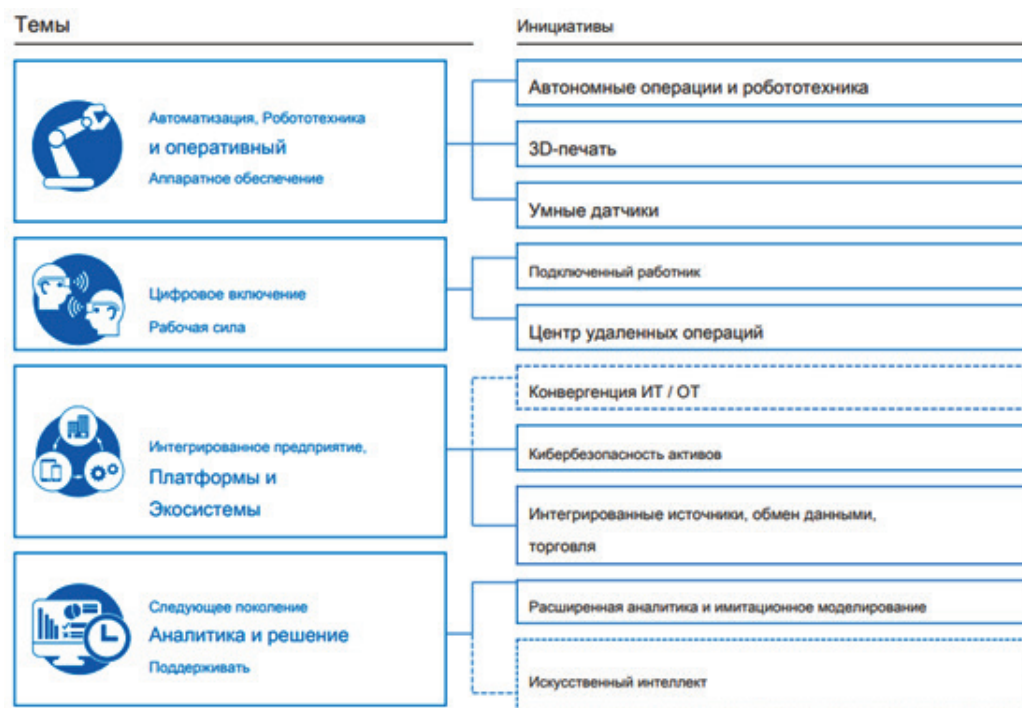 Темы
Инициативы
Автоматизация, Робототехника
и оперативный
Аппаратное обеспечение
Автономные операции и робототехника
3D-печать
Умные датчики
Цифровое включение
Рабочая сила
Подключенный работник
Центр удаленных операций
Интегрированное предприятие,
Платформы и
Экосистемы
Конвергенция ИТ / ОТ
Кибербезопасность активов
Интегрированные источники, обмен данными,
торговля
Следующее поколение
Аналитика и решение
Поддерживать
Расширенная аналитика и имитационное моделирование
Искусственный интеллект